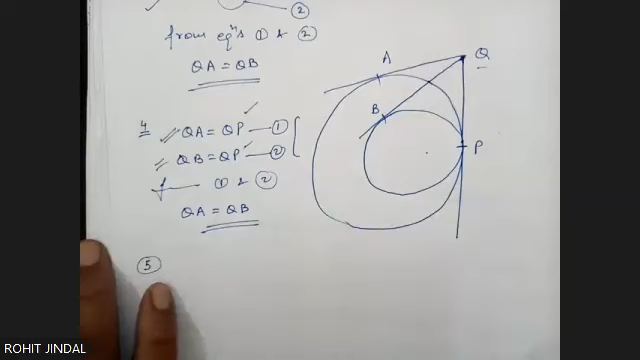 ②
from eqⁿs ① & ②
QA = QB
4 QA = QP — ①
QB = QP — ②
f—— ① & ②
QA = QB
⑤
A
Q
B
P
ROHIT JINDAL